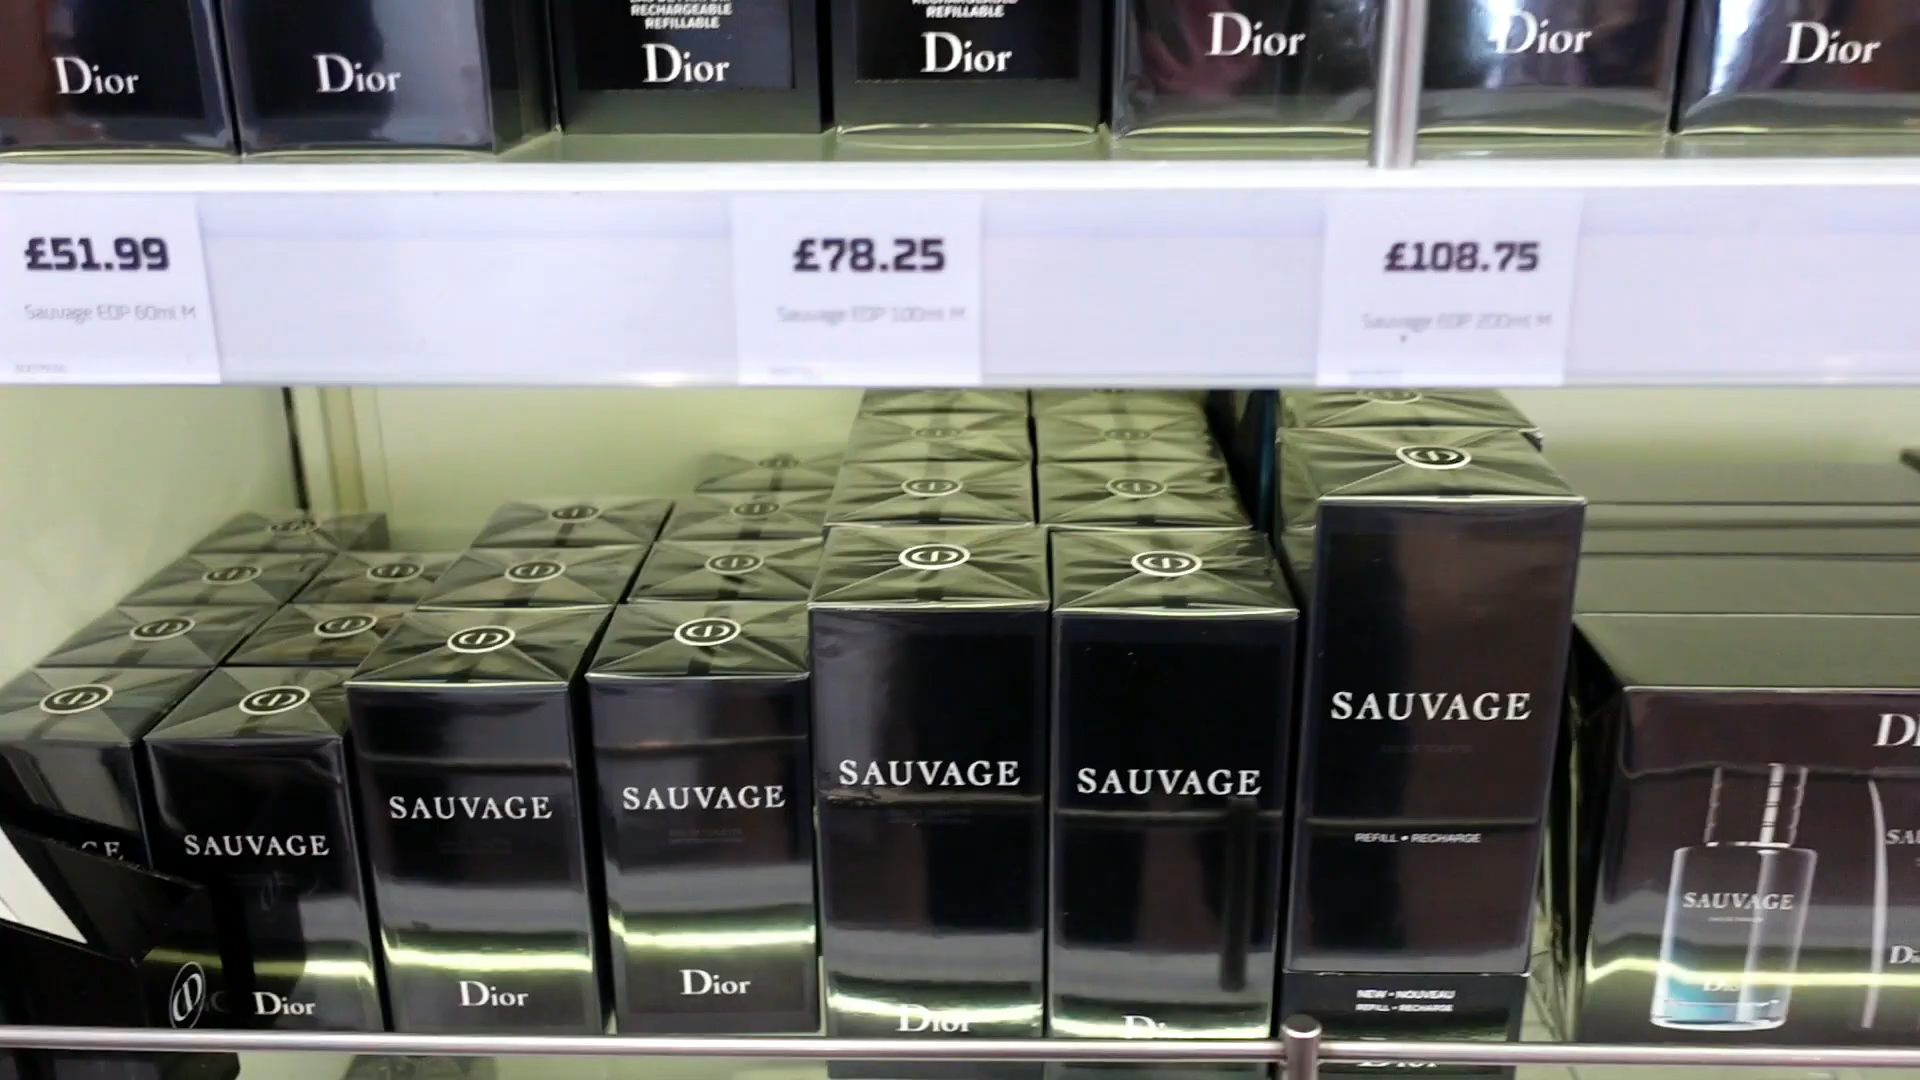 RECHARGEABLE
REFILLABLE
REFILLABLE
Dior
Dior
Dior
Dior
Dior
Dior
Dior
£51.99
£78.25
£108.75
Sauvage EDP 60ml M
Sauvage EDP 100ml M
Sauvage EDP 200ml M
SAUVAGE
SAUVAGE
SAUVAGE
SAUVAGE
SAUVAGE
SAUVAGE
REFILL • RECHARGE
SAUVAGE
Dior
Dior
Dior
Dior
NEW • NOUVEAU
REFILL • RECHARGE